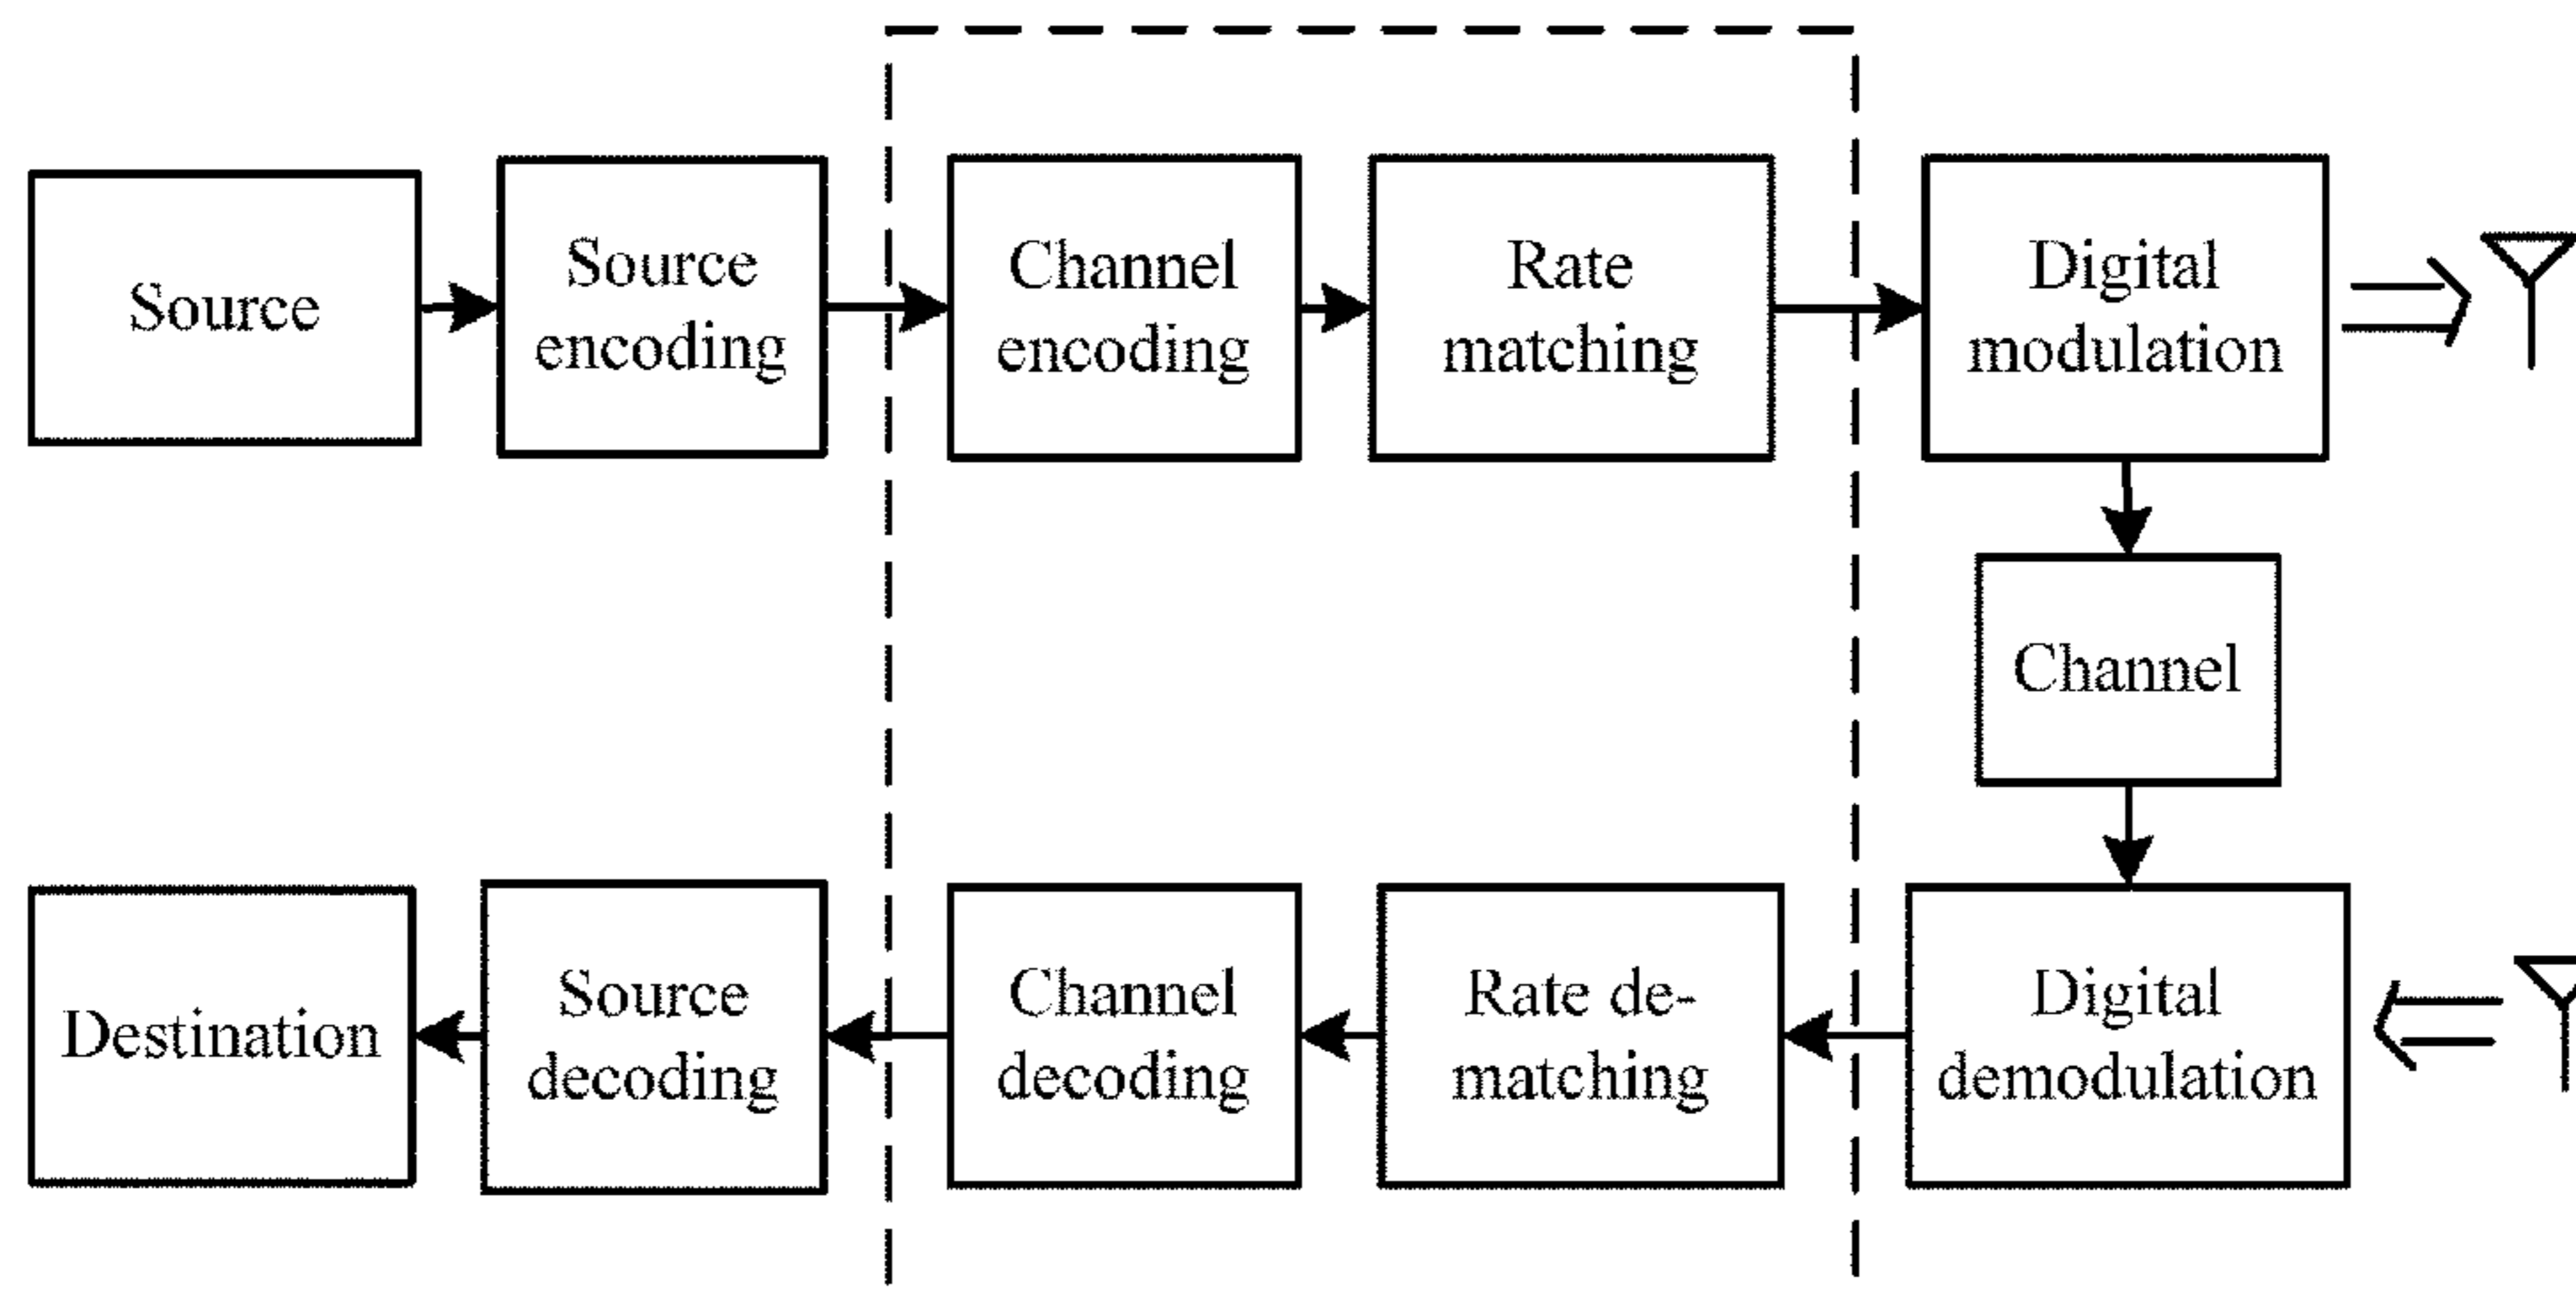 Source
Source
encoding
Channel
encoding
Rate
matching
Digital
modulation
Channel
Destination
Source
decoding
Channel
decoding
Rate de-
matching
Digital
demodulation